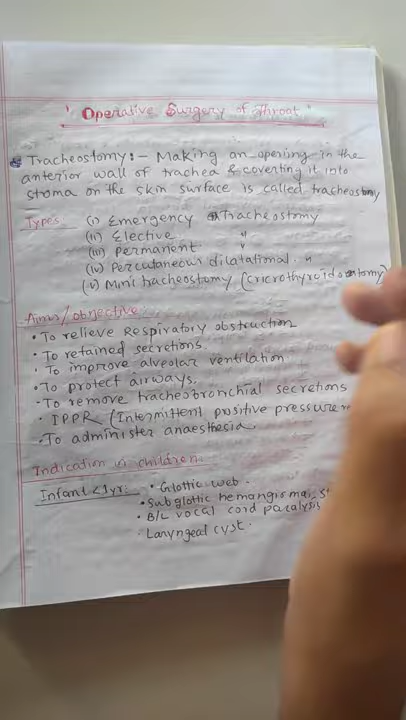 " Operative Surgery of Throat "
Tracheostomy:- Making an opening in the
anterior wall of trachea & coverting it into
stoma on the skin surface is called tracheostomy
Types (i) Emergency Tracheostomy
(ii) Elective "
(iii) Permanent "
(iv) Percutaneous dilatational "
(v) Mini tracheostomy (cricothyroidotomy)
Aims/objective:
• To relieve Respiratory obstruction
• To retained secretions.
• To improve alveolar ventilation
• To protect airways.
• To remove tracheobronchial secretions
• IPPR (Intermittent positive pressure
• To administer anaesthesia.
Indication in children
Infant <1yr: • Glottic web
• Subglottic hemangioma,
• B/L vocal cord paralysis
• Laryngeal cyst.